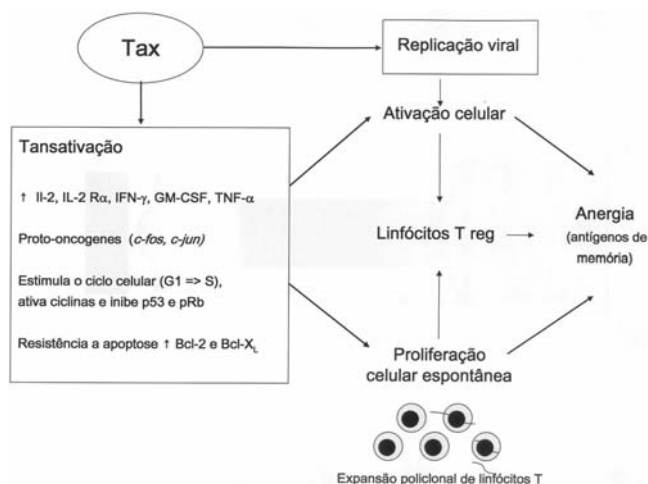 Tax
Replicação viral
Tansativação
↑ Il-2, IL-2 Rα, IFN-γ, GM-CSF, TNF-α
Proto-oncogenes (c-fos, c-jun)
Estimula o ciclo celular (G1 => S),
ativa ciclinas e inibe p53 e pRb
Resistência a apoptose ↑ Bcl-2 e Bcl-XL
Ativação celular
Linfócitos T reg
Anergia
(antígenos de
memória)
Proliferação
celular espontânea
Expansão policlonal de linfócitos T